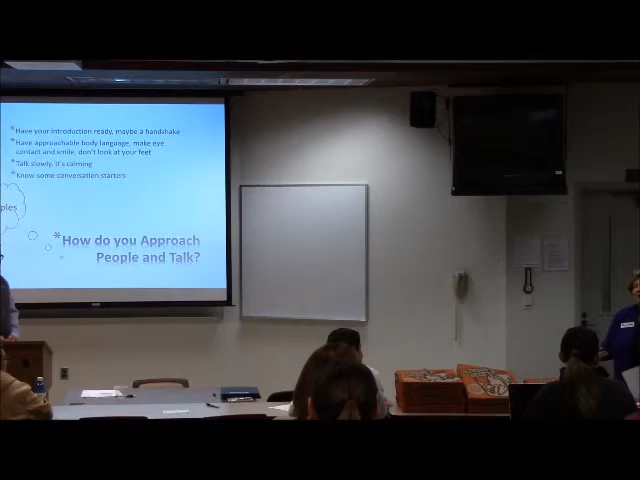 *Have your introduction ready, maybe a handshake
*Have approachable body language, make eye
contact and smile, don't look at your feet
*Talk slowly, it's calming
*Know some conversation starters
ples
*How do you Approach
People and Talk?